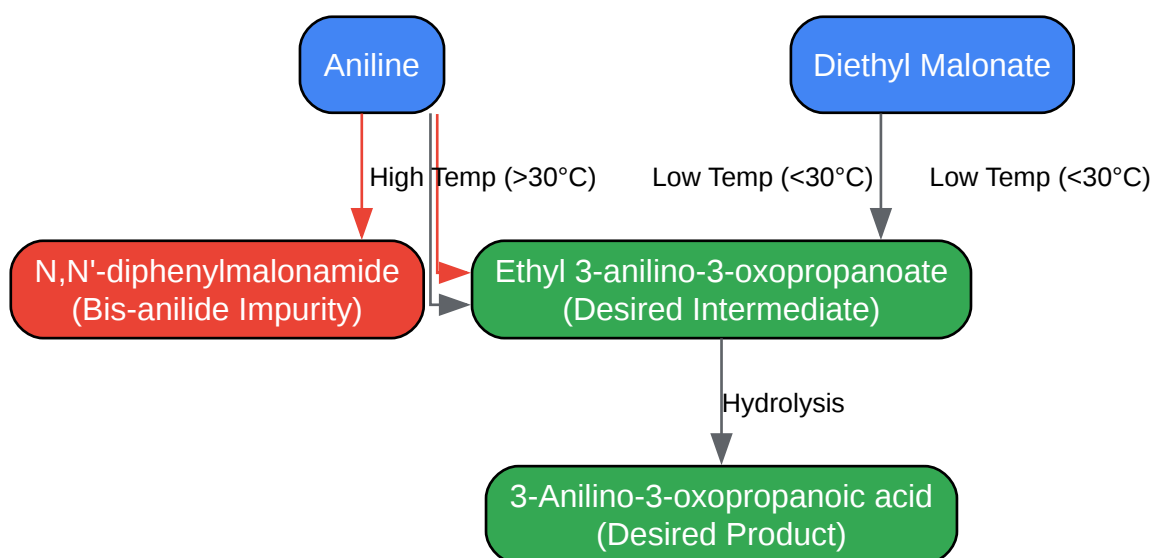 Aniline
Diethyl Malonate
High Temp (>30°C)
Low Temp (<30°C)
Low Temp (<30°C)
N,N'-diphenylmalonamide
(Bis-anilide Impurity)
Ethyl 3-anilino-3-oxopropanoate
(Desired Intermediate)
Hydrolysis
3-Anilino-3-oxopropanoic acid
(Desired Product)